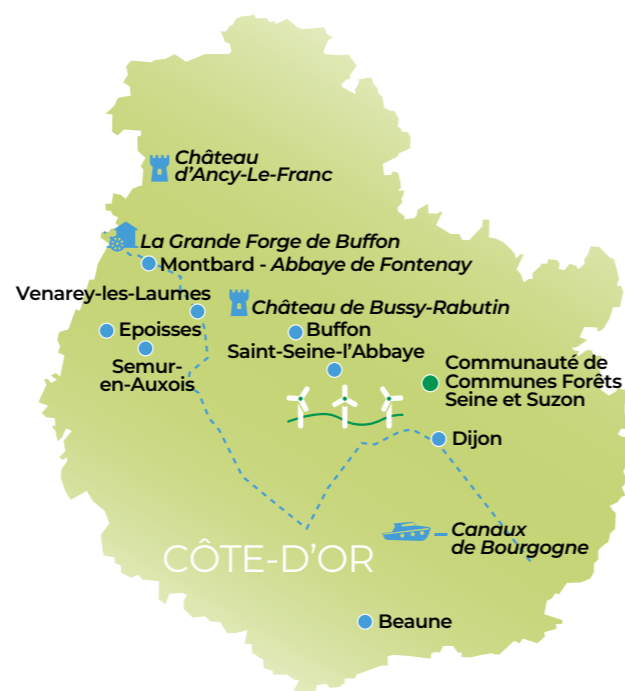 Château
d'Ancy-Le-Franc
La Grande Forge de Buffon
Montbard - Abbaye de Fontenay
Venarey-les-Laumes
Château de Bussy-Rabutin
Epoisses
Buffon
Semur-
en-Auxois
Saint-Seine-l'Abbaye
Communauté de
Communes Forêts
Seine et Suzon
Dijon
Canaux
de Bourgogne
CÔTE-D'OR
Beaune